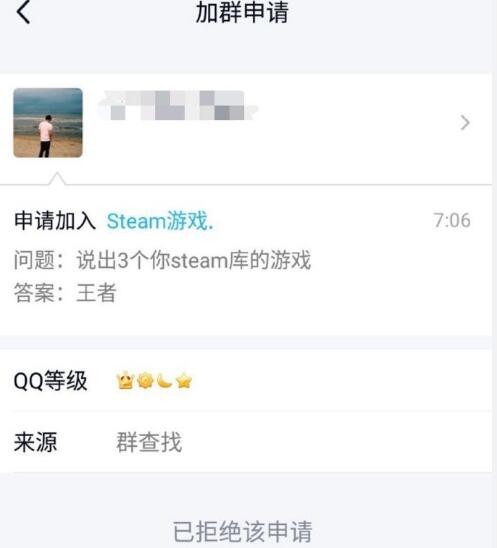 加群申请
申请加入 Steam游戏. 7:06
问题：说出3个你steam库的游戏
答案：王者
QQ等级
来源 群查找
已拒绝该申请